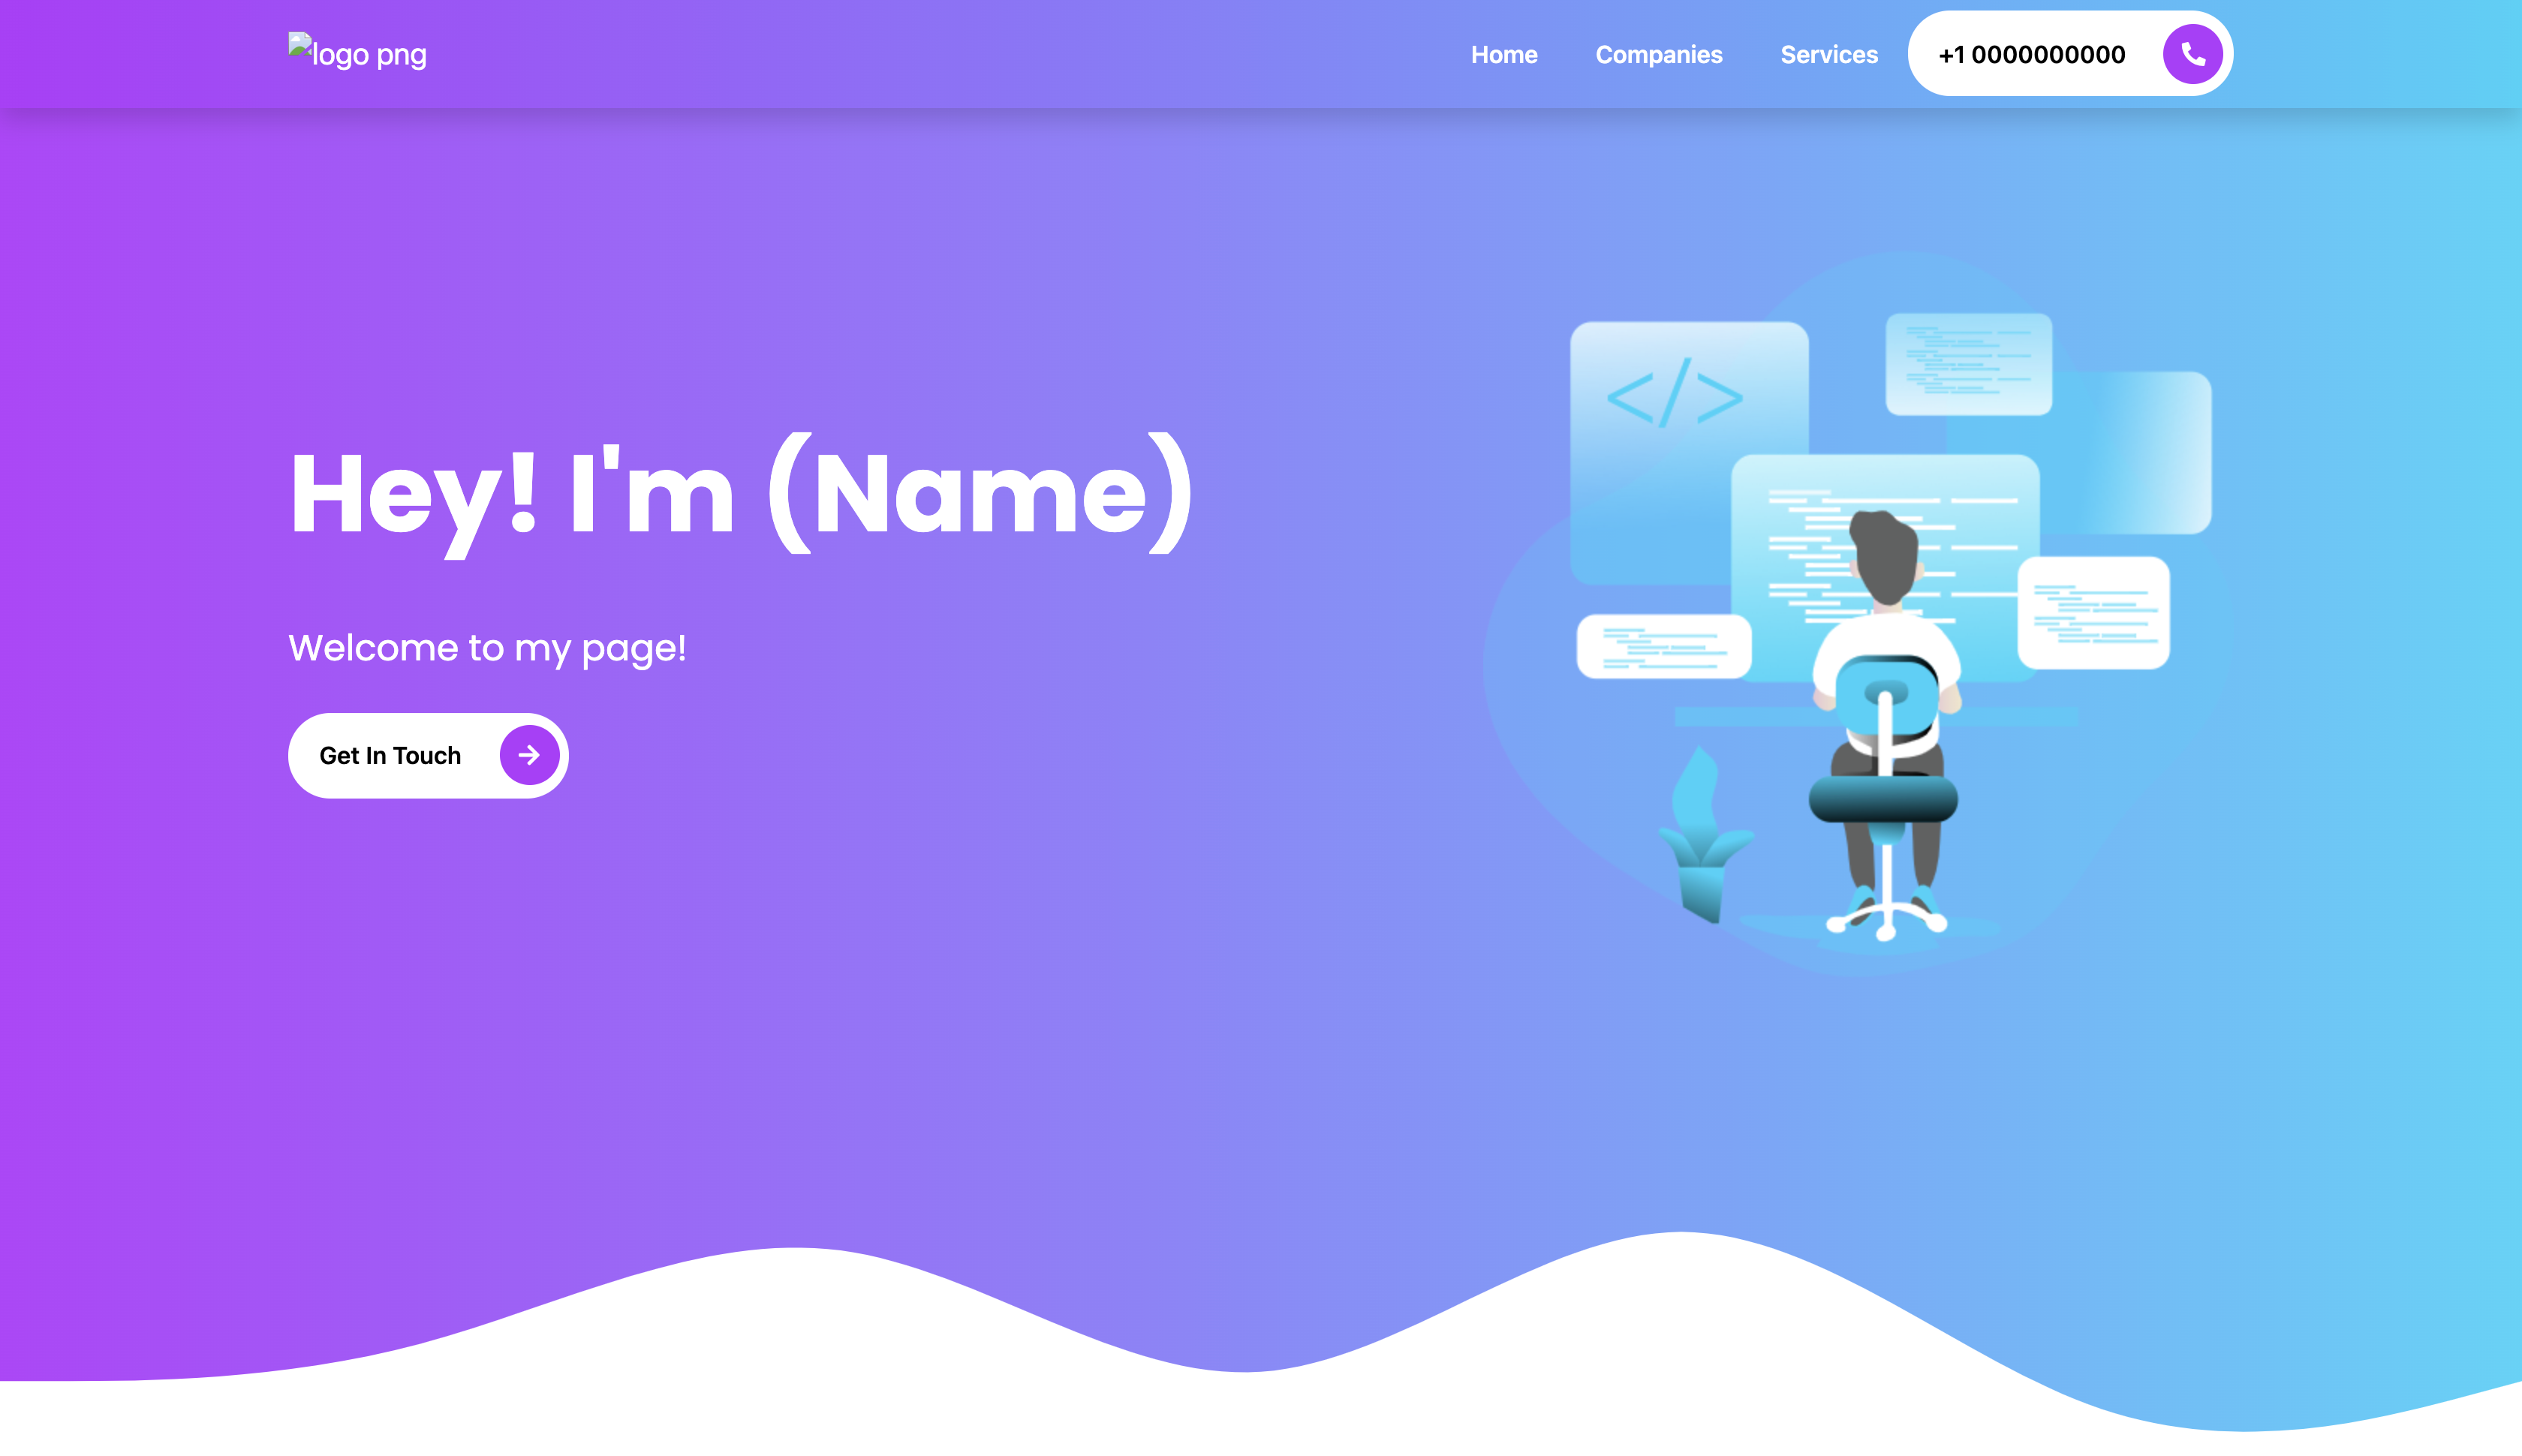 logo png
Home
Companies
Services
+1 0000000000
</>
Hey! I'm (Name)
Welcome to my page!
Get In Touch